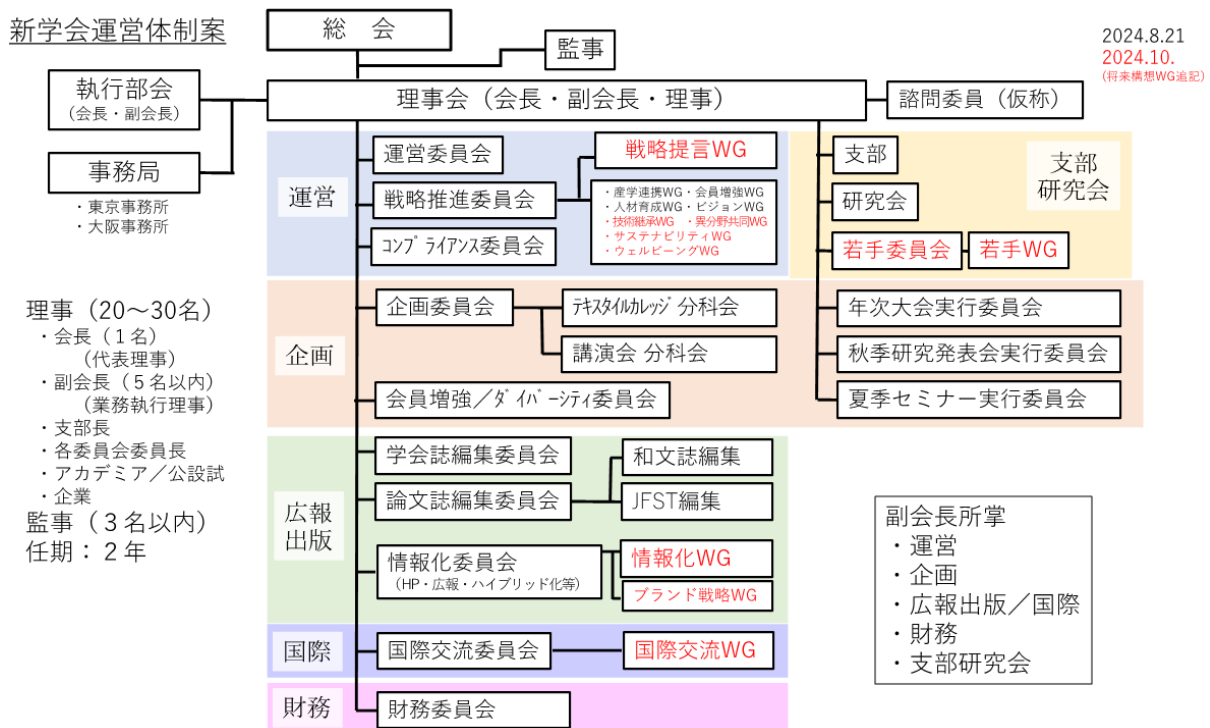 新学会運営体制案
総　会
監事
2024.8.21
2024.10.
(将来構想WG追記)
執行部会
(会長・副会長)
理事会（会長・副会長・理事）
諮問委員（仮称）
事務局
・東京事務所
・大阪事務所
運営
運営委員会
戦略推進委員会
コンプライアンス委員会
戦略提言WG
・産学連携WG・会員増強WG
・人材育成WG・ビジョンWG
・技術継承WG　・異分野共同WG
・サステナビリティWG
・ウェルビーングWG
支部
研究会
支部
研究会
若手委員会
若手WG
理事（20～30名）
・会長（１名）
（代表理事）
・副会長（５名以内）
（業務執行理事）
・支部長
・各委員会委員長
・アカデミア／公設試
・企業
監事（３名以内）
任期：２年
企画
企画委員会
ﾃｷｽﾀｲﾙｶﾚｯｼﾞ 分科会
講演会 分科会
会員増強／ﾀﾞｲﾊﾞｰｼﾃｨ委員会
年次大会実行委員会
秋季研究発表会実行委員会
夏季セミナー実行委員会
広報
出版
学会誌編集委員会
論文誌編集委員会
和文誌編集
JFST編集
情報化委員会
(HP・広報・ハイブリッド化等)
情報化WG
ブランド戦略WG
国際
国際交流委員会
国際交流WG
財務
財務委員会
副会長所掌
・運営
・企画
・広報出版／国際
・財務
・支部研究会